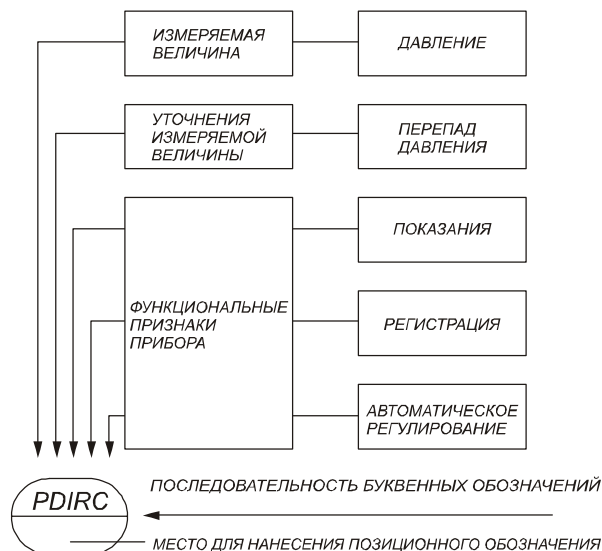 ИЗМЕРЯЕМАЯ
ВЕЛИЧИНА
ДАВЛЕНИЕ
УТОЧНЕНИЯ
ИЗМЕРЯЕМОЙ
ВЕЛИЧИНЫ
ПЕРЕПАД
ДАВЛЕНИЯ
ФУНКЦИОНАЛЬНЫЕ
ПРИЗНАКИ
ПРИБОРА
ПОКАЗАНИЯ
РЕГИСТРАЦИЯ
АВТОМАТИЧЕСКОЕ
РЕГУЛИРОВАНИЕ
PDIRC
ПОСЛЕДОВАТЕЛЬНОСТЬ БУКВЕННЫХ ОБОЗНАЧЕНИЙ
МЕСТО ДЛЯ НАНЕСЕНИЯ ПОЗИЦИОННОГО ОБОЗНАЧЕНИЯ